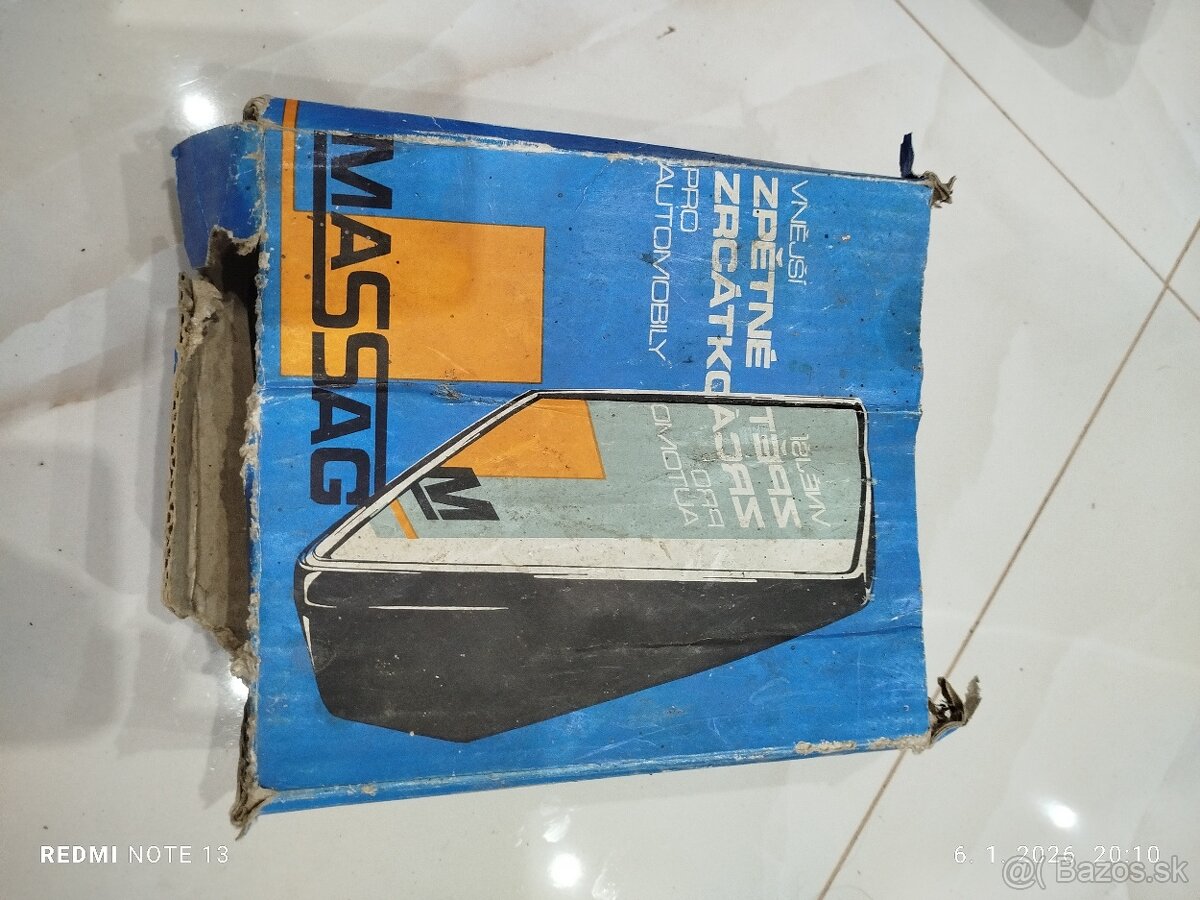 VNĚJŠÍ
ZPĚTNÉ
ZRCÁTKO
PRO
AUTOMOBILY
MASSAG
M
REDMI NOTE 13
6. 1. 2026 20:10
@( Bazos.sk